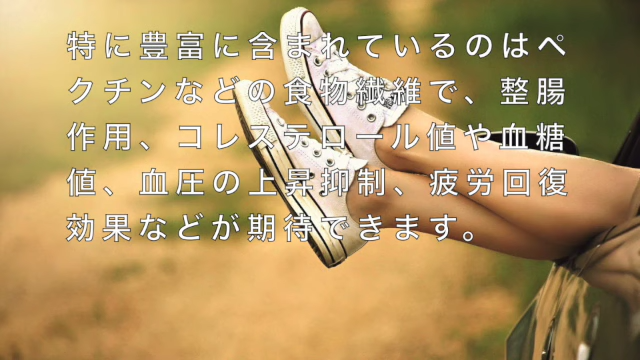 特に豊富に含まれているのはペ
クチンなどの食物繊維で、整腸
作用、コレステロール値や血糖
値、血圧の上昇抑制、疲労回復
効果などが期待できます。